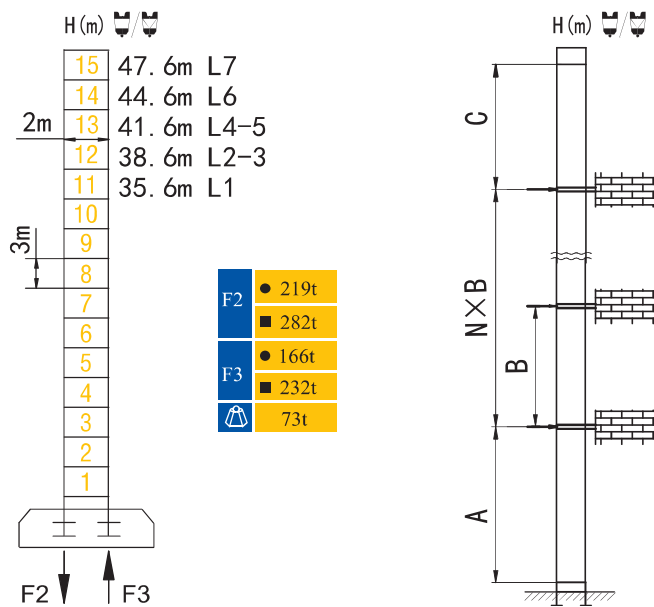 H(m)
15 47.6m L7
14 44.6m L6
13 41.6m L4-5
2m
12 38.6m L2-3
11 35.6m L1
10
9
3m
8
7
6
5
4
3
2
1
F2 F3
F2
● 219t
■ 282t
F3
● 166t
■ 232t
73t
H(m)
C
N×B
B
A